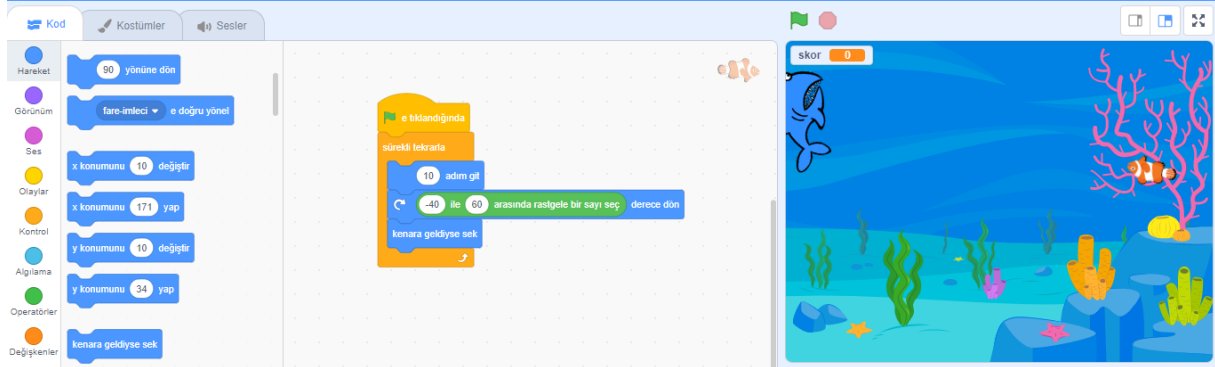 Kod
Kostümler
Sesler
Hareket
Görünüm
Ses
Olaylar
Kontrol
Algılama
Operatörler
Değişkenler
90 yönüne dön
fare-imleci e doğru yönel
x konumunu 10 değiştir
x konumunu 171 yap
y konumunu 10 değiştir
y konumunu 34 yap
kenara geldiyse sek
e tıklandığında
sürekli tekrarla
10 adım git
-40 ile 60 arasında rastgele bir sayı seç derece dön
kenara geldiyse sek
skor 0